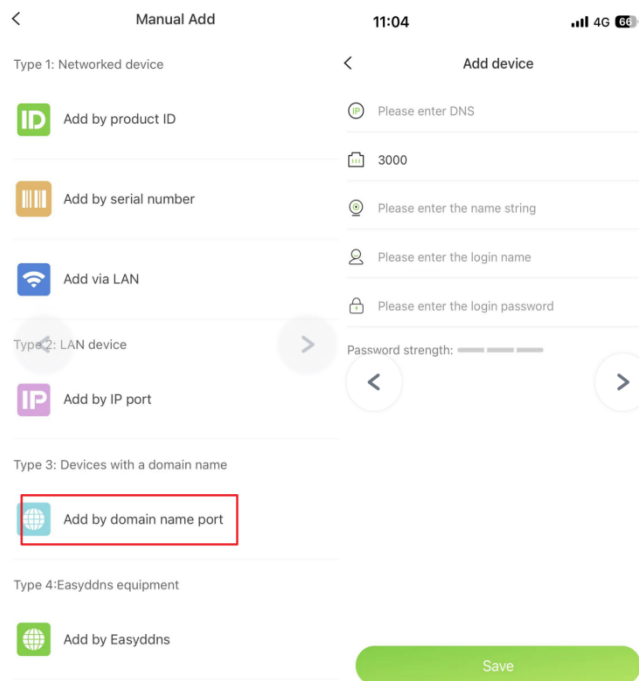 Manual Add
Type 1: Networked device
ID
Add by product ID
Add by serial number
Add via LAN
Type 2: LAN device
IP
Add by IP port
Type 3: Devices with a domain name
Add by domain name port
Type 4:Easyddns equipment
Add by Easyddns
11:04
4G 66
Add device
IP
Please enter DNS
3000
Please enter the name string
Please enter the login name
Please enter the login password
Password strength:
Save